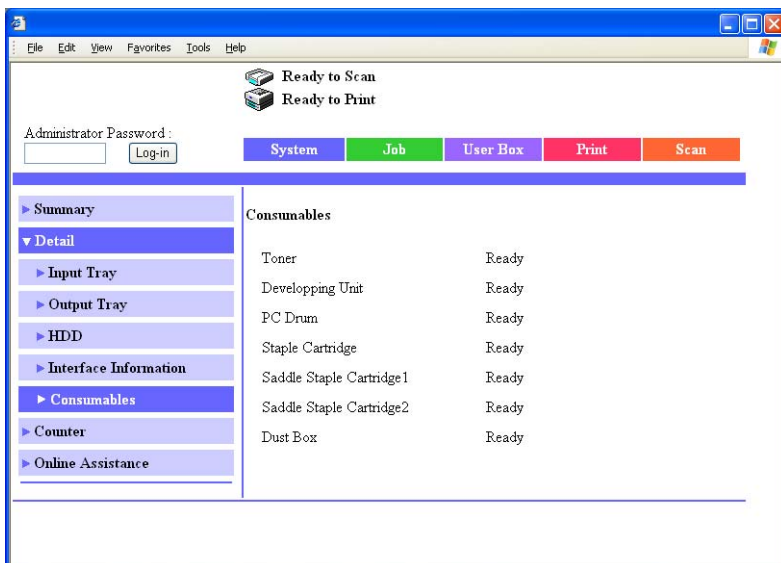 File Edit View Favorites Tools Help
Ready to Scan
Ready to Print
Administrator Password :
Log-in
System Job User Box Print Scan
Summary
Detail
Input Tray
Output Tray
HDD
Interface Information
Consumables
Counter
Online Assistance
Consumables
Toner Ready
Developping Unit Ready
PC Drum Ready
Staple Cartridge Ready
Saddle Staple Cartridge1 Ready
Saddle Staple Cartridge2 Ready
Dust Box Ready